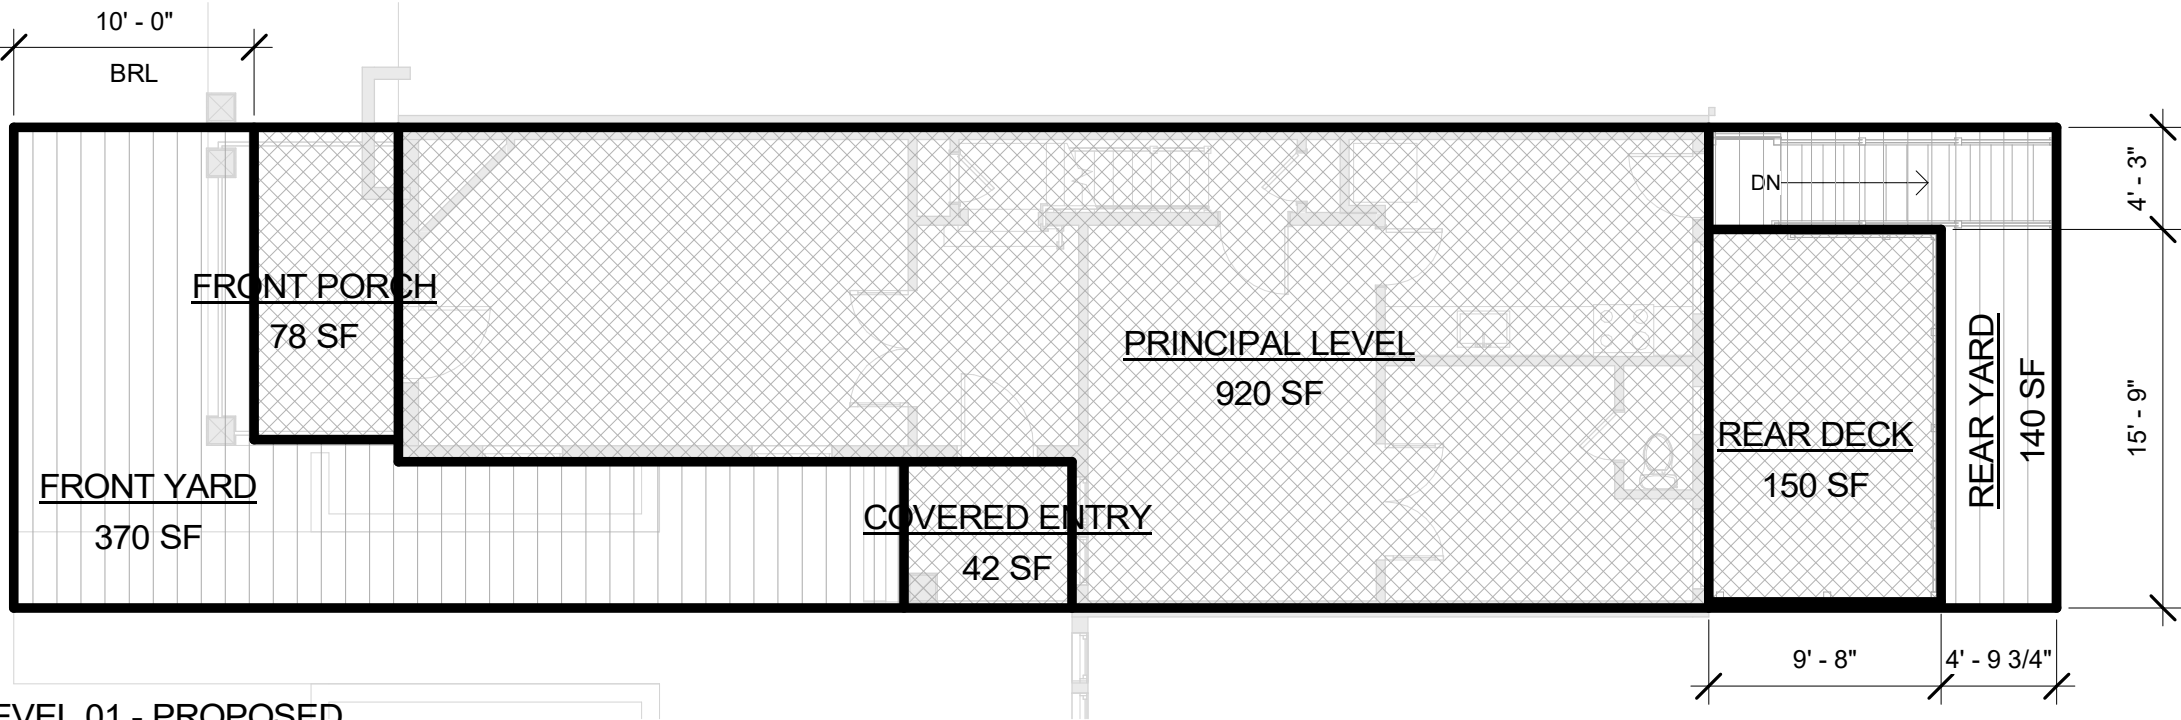 10' - 0"
BRL
DN
4' - 3"
FRONT PORCH
78 SF
PRINCIPAL LEVEL
920 SF
REAR YARD
140 SF
15' - 9"
REAR DECK
150 SF
FRONT YARD
370 SF
COVERED ENTRY
42 SF
9' - 8"
4' - 9 3/4"
EVEL 01 - PROPOSED